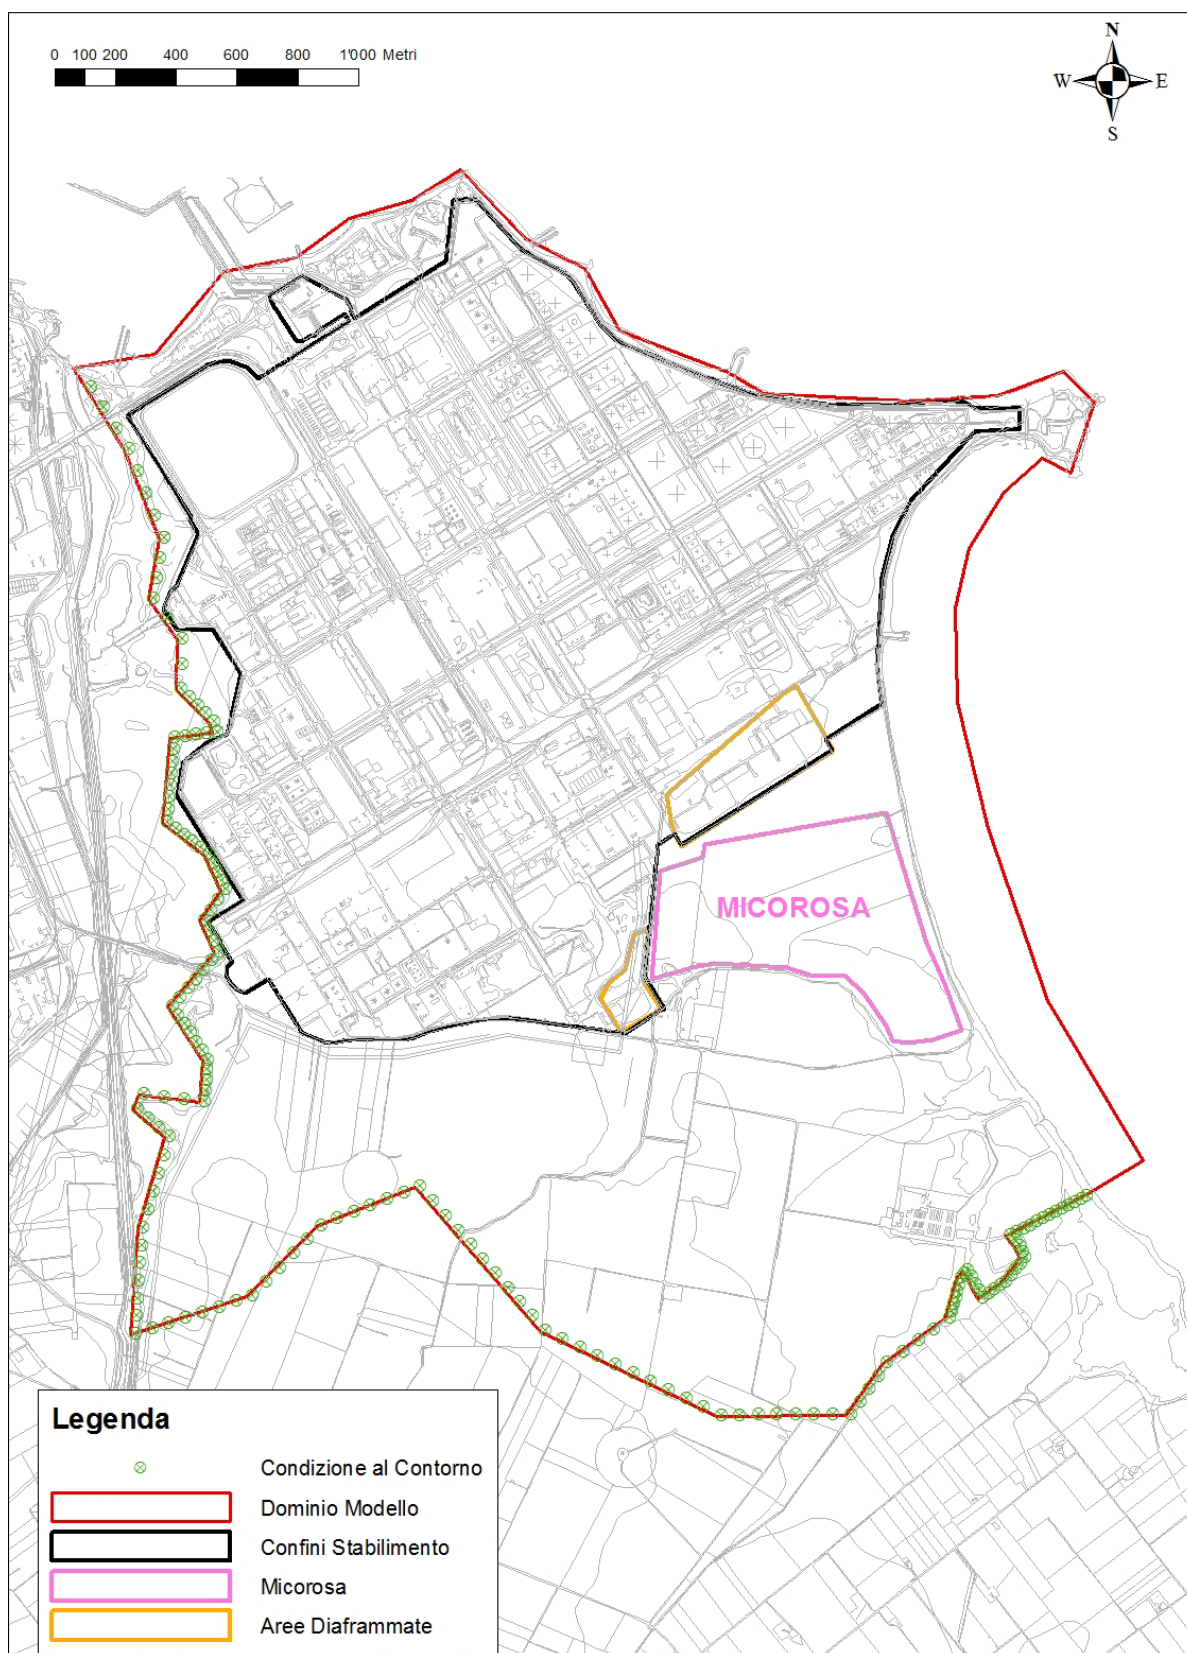 N
0 100 200 400 600 800 1'000 Metri
W E
S
MICOROSA
Legenda
Condizione al Contorno
Dominio Modello
Confini Stabilimento
Micorosa
Aree Diaframmate